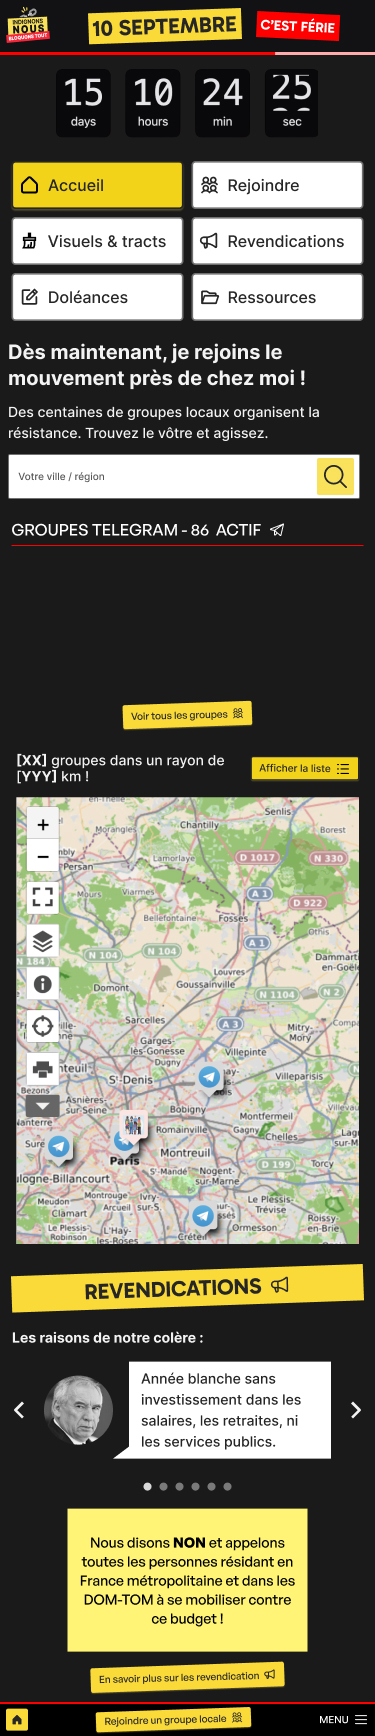 INDIGNONS
NOUS
BLOQUONS TOUT
10 SEPTEMBRE
C'EST FÉRIE
15 10 24 25
days hours min sec
Accueil
Rejoindre
Visuels & tracts
Revendications
Doléances
Ressources
Dès maintenant, je rejoins le
mouvement près de chez moi !
Des centaines de groupes locaux organisent la
résistance. Trouvez le vôtre et agissez.
Votre ville / région
GROUPES TELEGRAM - 86 ACTIF
Voir tous les groupes
[XX] groupes dans un rayon de
[YYY] km !
Afficher la liste
en-Thelle
Senlis
Chantilly
Morangles
Borest
Lamorlaye
D 1017
N 330
Persan
Mours
Viarmes
A 1
D 922
Bellefontaine
Fosses
Othis
A 1
N 104
N 104
Dammarti
en-Goële
N 184
Domont
Louvres
Goussainville
N 1104
N 2
Sarcelles
A 3
Mitry-
Mory
Garges-
lès-Gonesse
Villepinte
Dugny
Villeparisis
Bezons
St-Denis
Asnières-
sur-Seine
Bobigny
Montfermeil
Nanterre
Romainville
Gagny
Chelles
Paris
Montreuil
D 199
Torcy
St-Mandé
Nogent-
sur-Marne
Meudon
Montrouge
Ivry-
sur-S.
Clamart
Arcueil
Le Plessis-
Trévise
Le Plessis-
Robinson
L'Hay-
les-Roses
Créteil
Ormesson
Roissy-
en-Brie
REVENDICATIONS
Les raisons de notre colère :
Année blanche sans
investissement dans les
salaires, les retraites, ni
les services publics.
Nous disons NON et appelons
toutes les personnes résidant en
France métropolitaine et dans les
DOM-TOM à se mobiliser contre
ce budget !
En savoir plus sur les revendication
Rejoindre un groupe locale
MENU